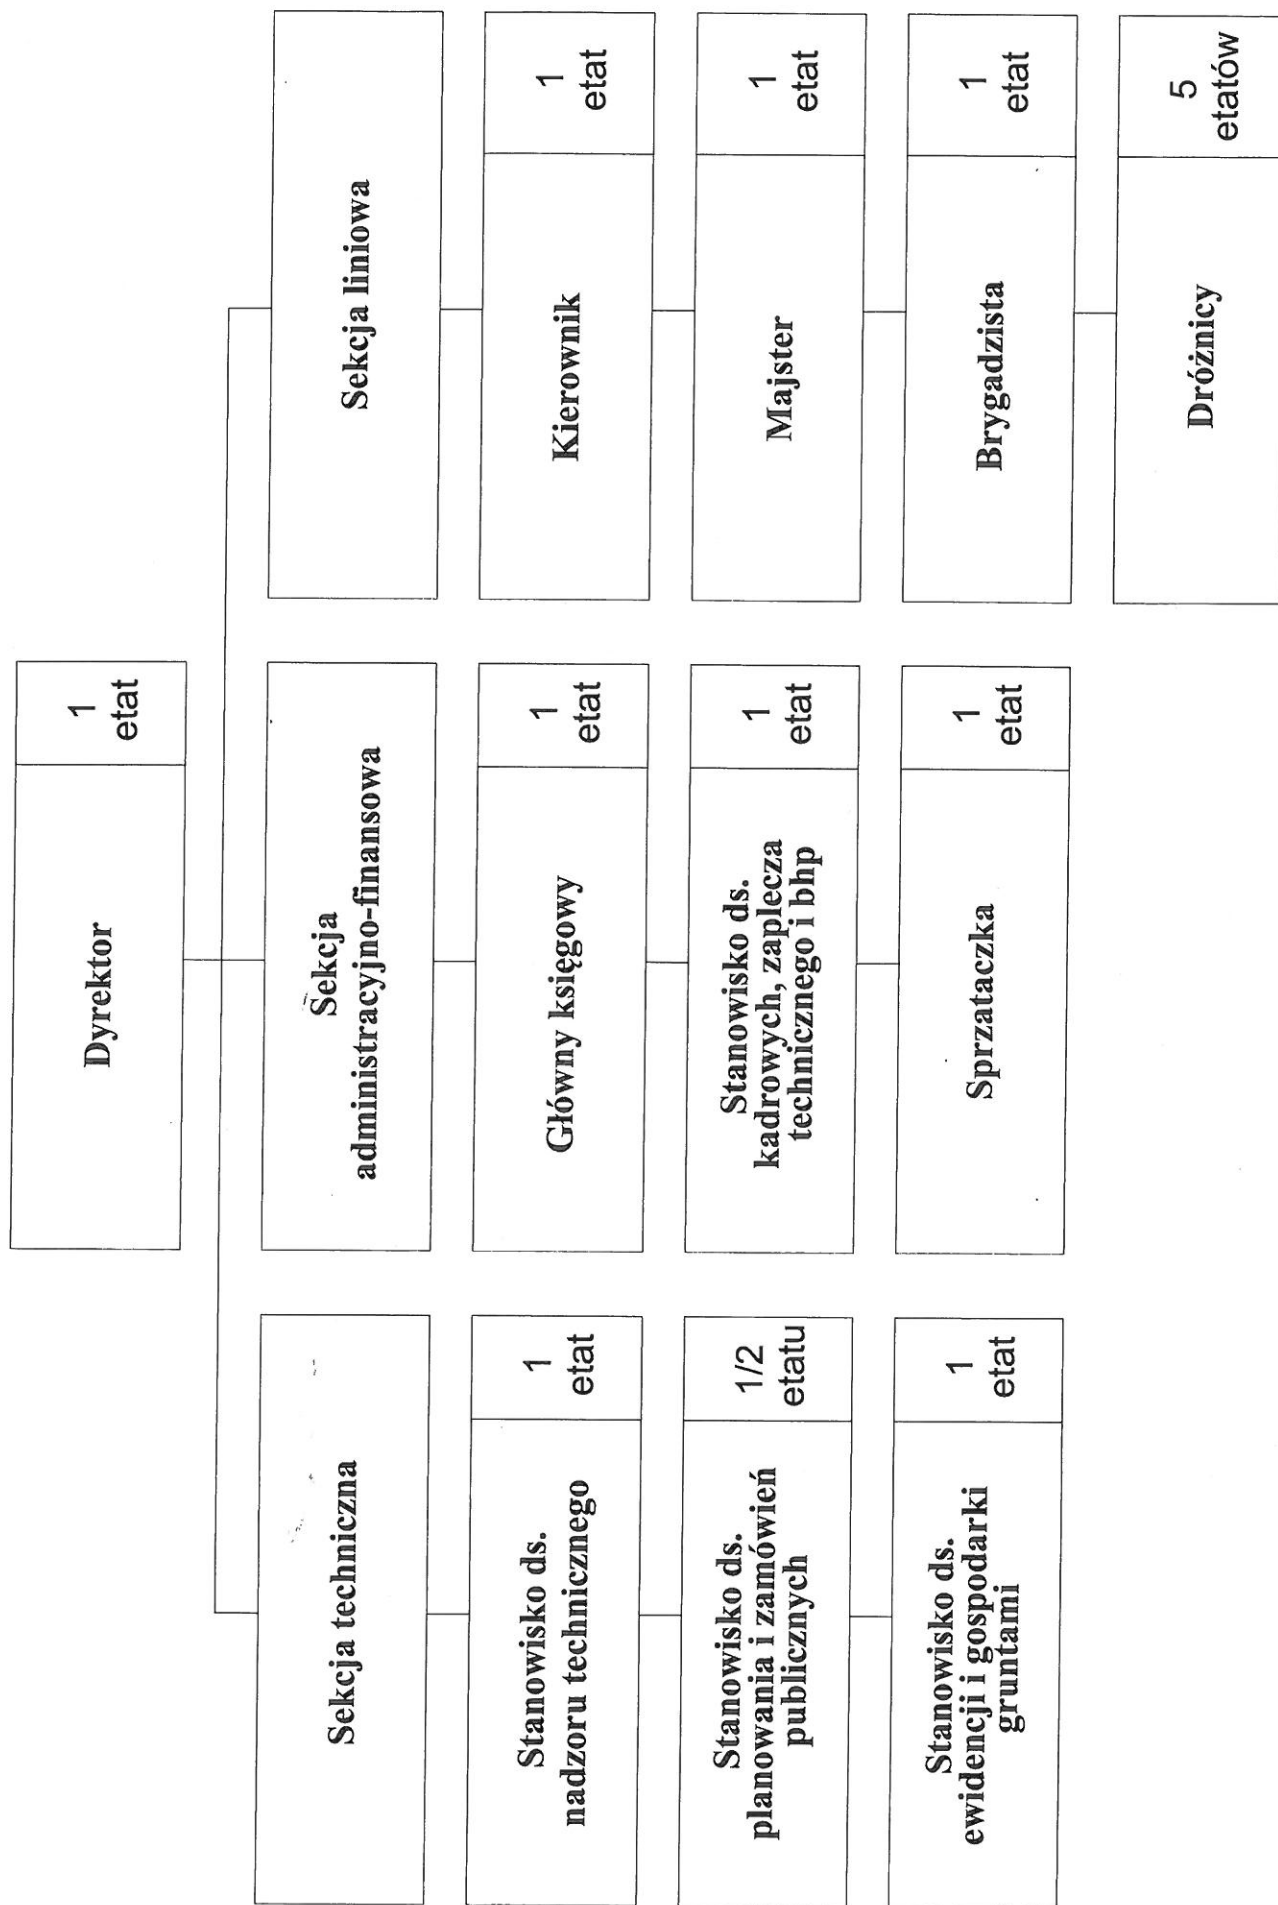 Dyrektor
1
etat
Sekcja techniczna
Stanowisko ds.
nadzoru technicznego
1
etat
Stanowisko ds.
planowania i zamówień
publicznych
1/2
etatu
Stanowisko ds.
ewidencji i gospodarki
gruntami
1
etat
Sekcja
administracyjno-finansowa
Główny księgowy
1
etat
Stanowisko ds.
kadrowych, zaplecza
technicznego i bhp
1
etat
Sprzataczka
1
etat
Sekcja liniowa
Kierownik
1
etat
Majster
1
etat
Brygadzista
1
etat
Dróżnicy
5
etatów